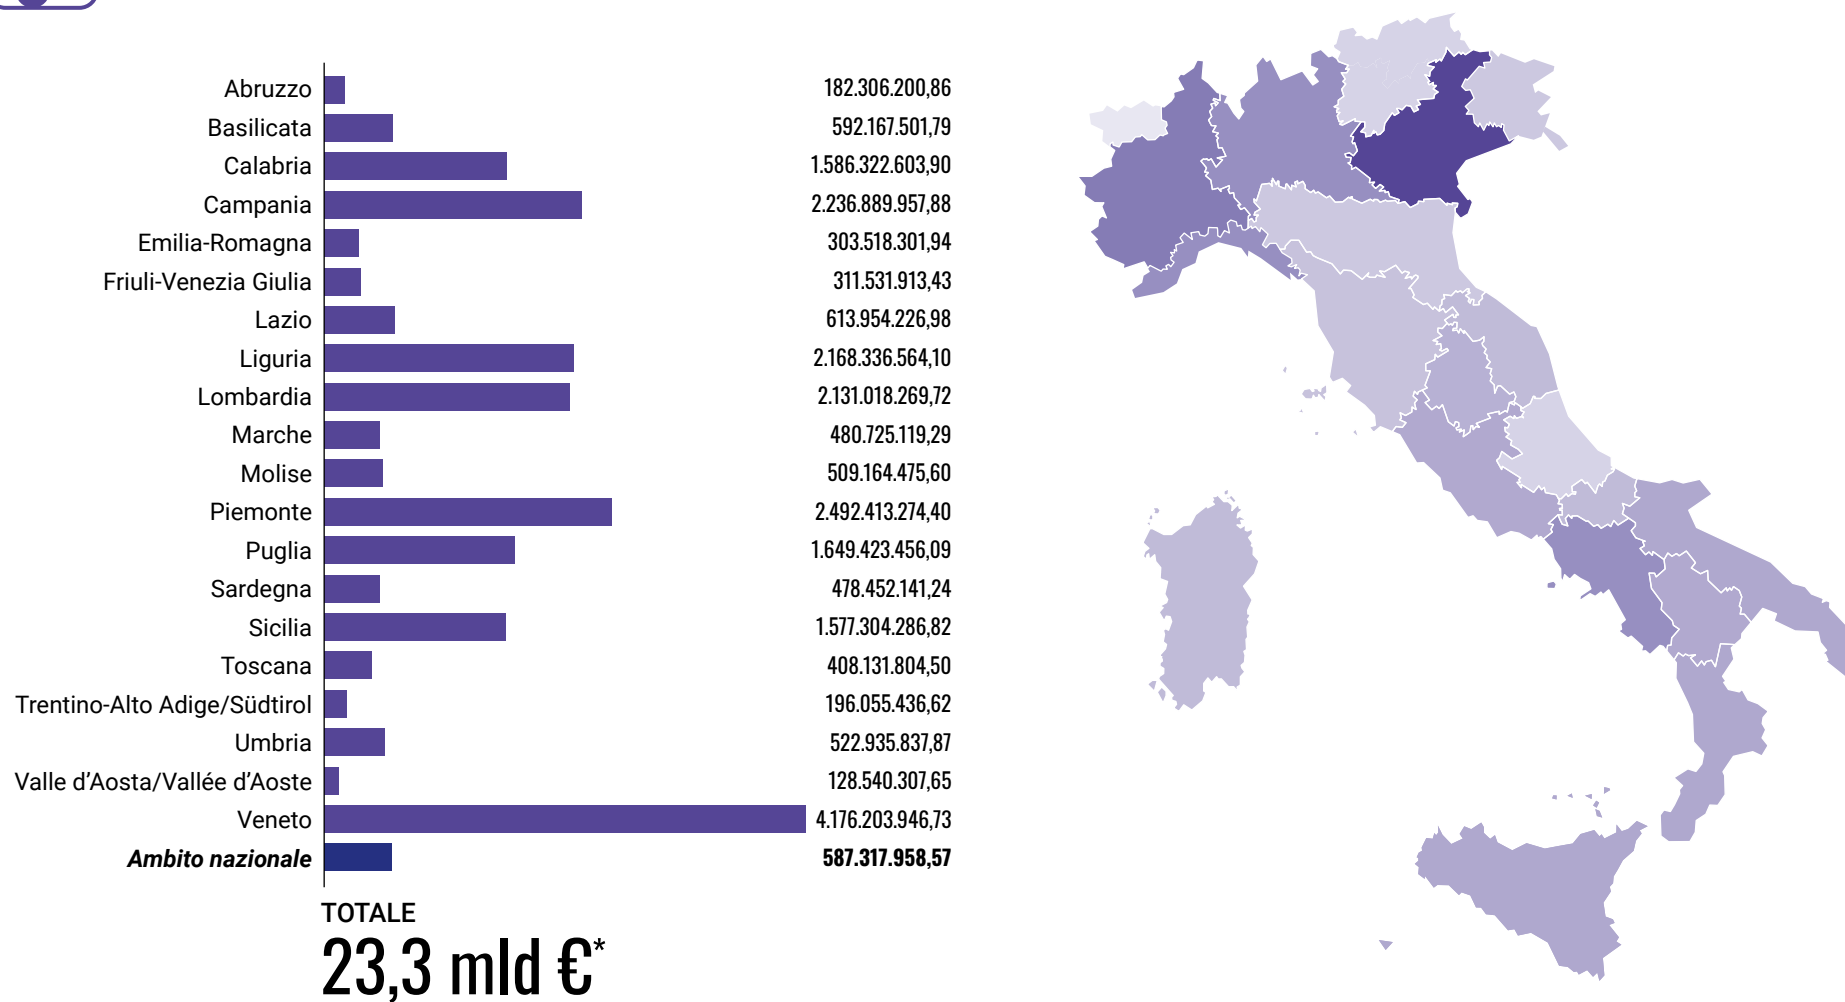 Abruzzo 182.306.200,86
Basilicata 592.167.501,79
Calabria 1.586.322.603,90
Campania 2.236.889.957,88
Emilia-Romagna 303.518.301,94
Friuli-Venezia Giulia 311.531.913,43
Lazio 613.954.226,98
Liguria 2.168.336.564,10
Lombardia 2.131.018.269,72
Marche 480.725.119,29
Molise 509.164.475,60
Piemonte 2.492.413.274,40
Puglia 1.649.423.456,09
Sardegna 478.452.141,24
Sicilia 1.577.304.286,82
Toscana 408.131.804,50
Trentino-Alto Adige/Südtirol 196.055.436,62
Umbria 522.935.837,87
Valle d'Aosta/Vallée d'Aoste 128.540.307,65
Veneto 4.176.203.946,73
Ambito nazionale 587.317.958,57
TOTALE
23,3 mld €*